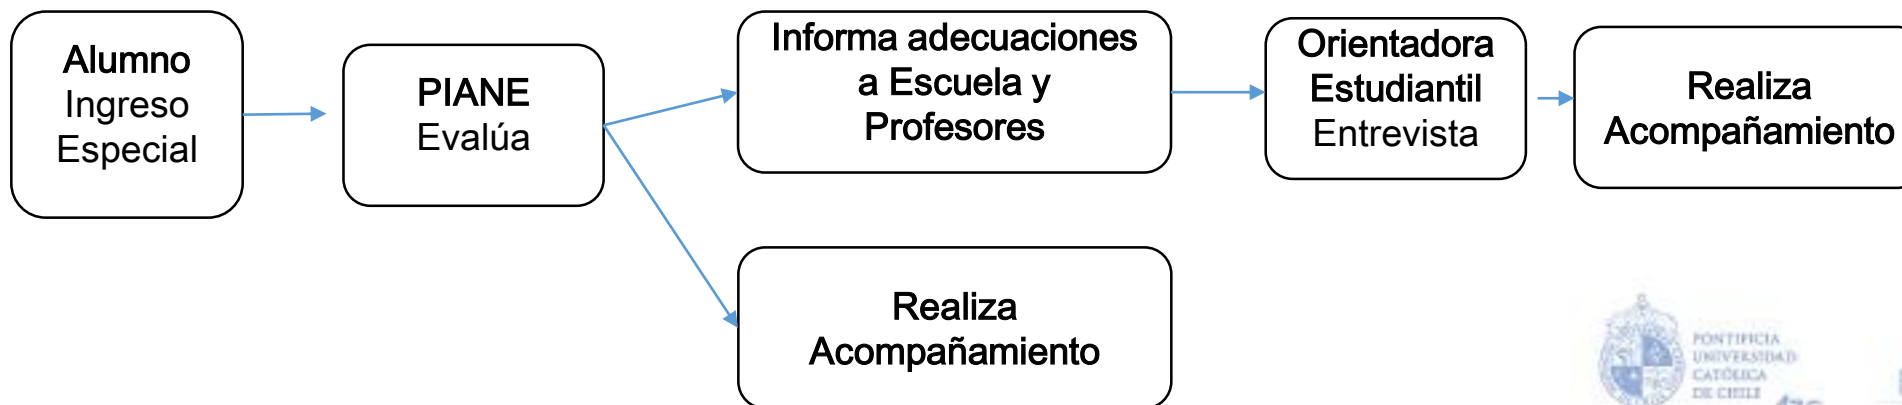 Alumno
Ingreso
Especial
PIANE
Evalúa
Informa adecuaciones
a Escuela y
Profesores
Orientadora
Estudiantil
Entrevista
Realiza
Acompañamiento
Realiza
Acompañamiento
PONTIFICIA
UNIVERSIDAD
CATÓLICA
DE CHILE